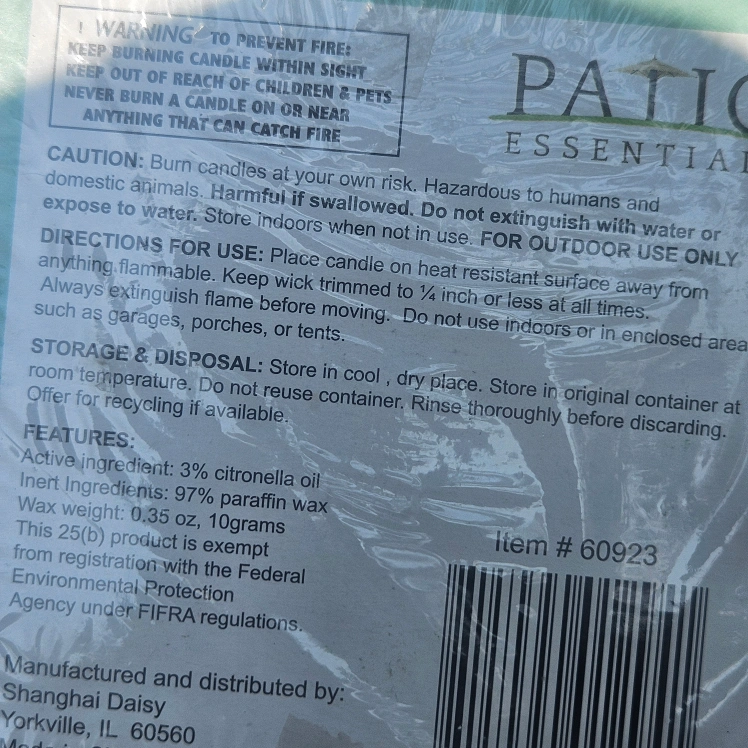 ! WARNING TO PREVENT FIRE:
KEEP BURNING CANDLE WITHIN SIGHT
KEEP OUT OF REACH OF CHILDREN & PETS
NEVER BURN A CANDLE ON OR NEAR
ANYTHING THAT CAN CATCH FIRE
PATIO
ESSENTIAL
CAUTION: Burn candles at your own risk. Hazardous to humans and
domestic animals. Harmful if swallowed. Do not extinguish with water or
expose to water. Store indoors when not in use. FOR OUTDOOR USE ONLY
DIRECTIONS FOR USE: Place candle on heat resistant surface away from
anything flammable. Keep wick trimmed to ¼ inch or less at all times.
Always extinguish flame before moving. Do not use indoors or in enclosed area
such as garages, porches, or tents.
STORAGE & DISPOSAL: Store in cool , dry place. Store in original container at
room temperature. Do not reuse container. Rinse thoroughly before discarding.
Offer for recycling if available.
FEATURES:
Active ingredient: 3% citronella oil
Inert Ingredients: 97% paraffin wax
Wax weight: 0.35 oz, 10grams
This 25(b) product is exempt
from registration with the Federal
Environmental Protection
Agency under FIFRA regulations.
Item # 60923
Manufactured and distributed by:
Shanghai Daisy
Yorkville, IL 60560